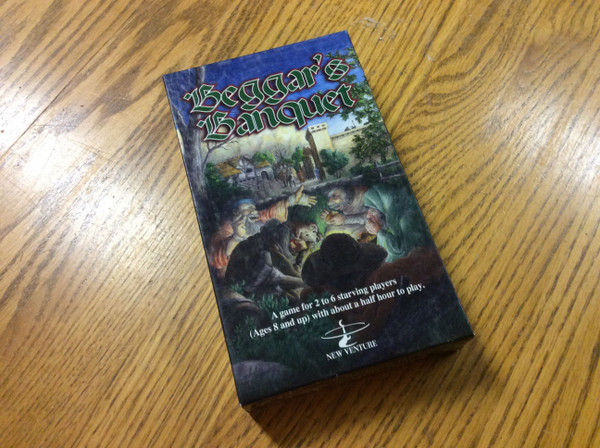 Beggar's
Banquet
A game for 2 to 6 starving players
(Ages 8 and up) with about a half hour to play.
NEW VENTURE